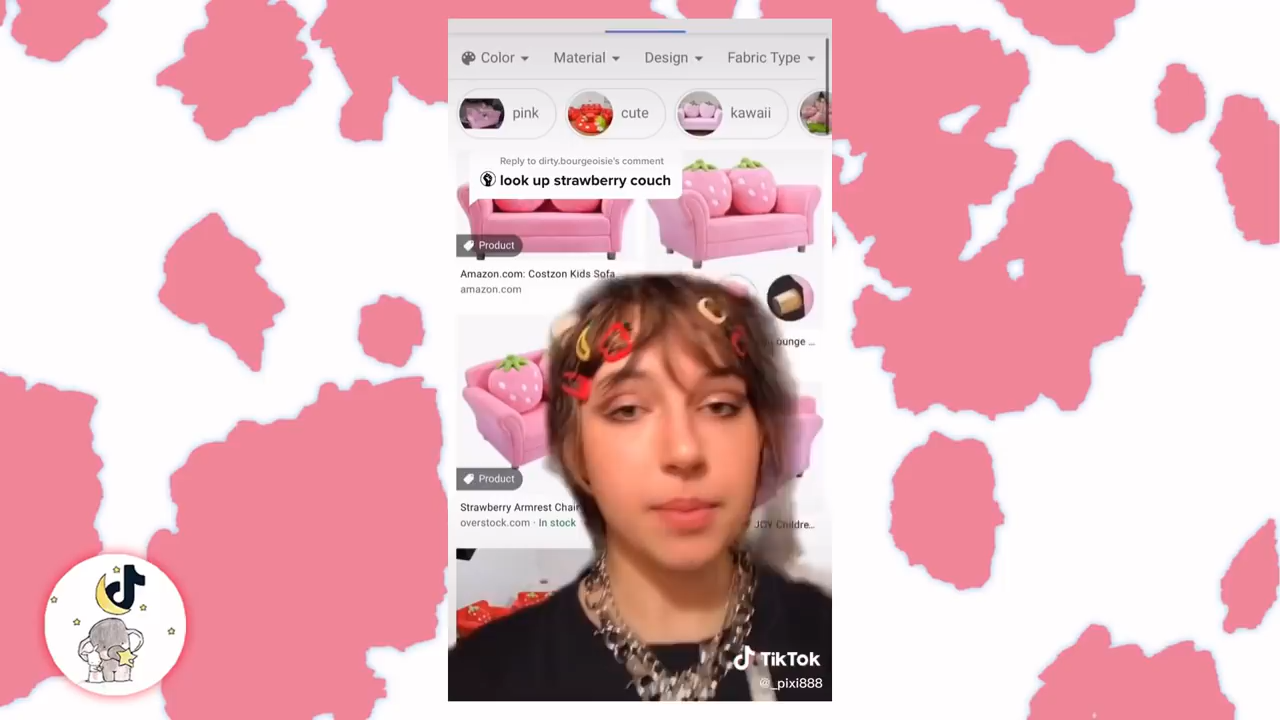 Color
Material
Design
Fabric Type
pink
cute
kawaii
Reply to dirty.bourgeoisie's comment
look up strawberry couch
Product
Amazon.com: Costzon Kids Sofa
amazon.com
ounge ...
Product
Strawberry Armrest Chair
overstock.com · In stock
JOY Childre...
TikTok
@_pixi888